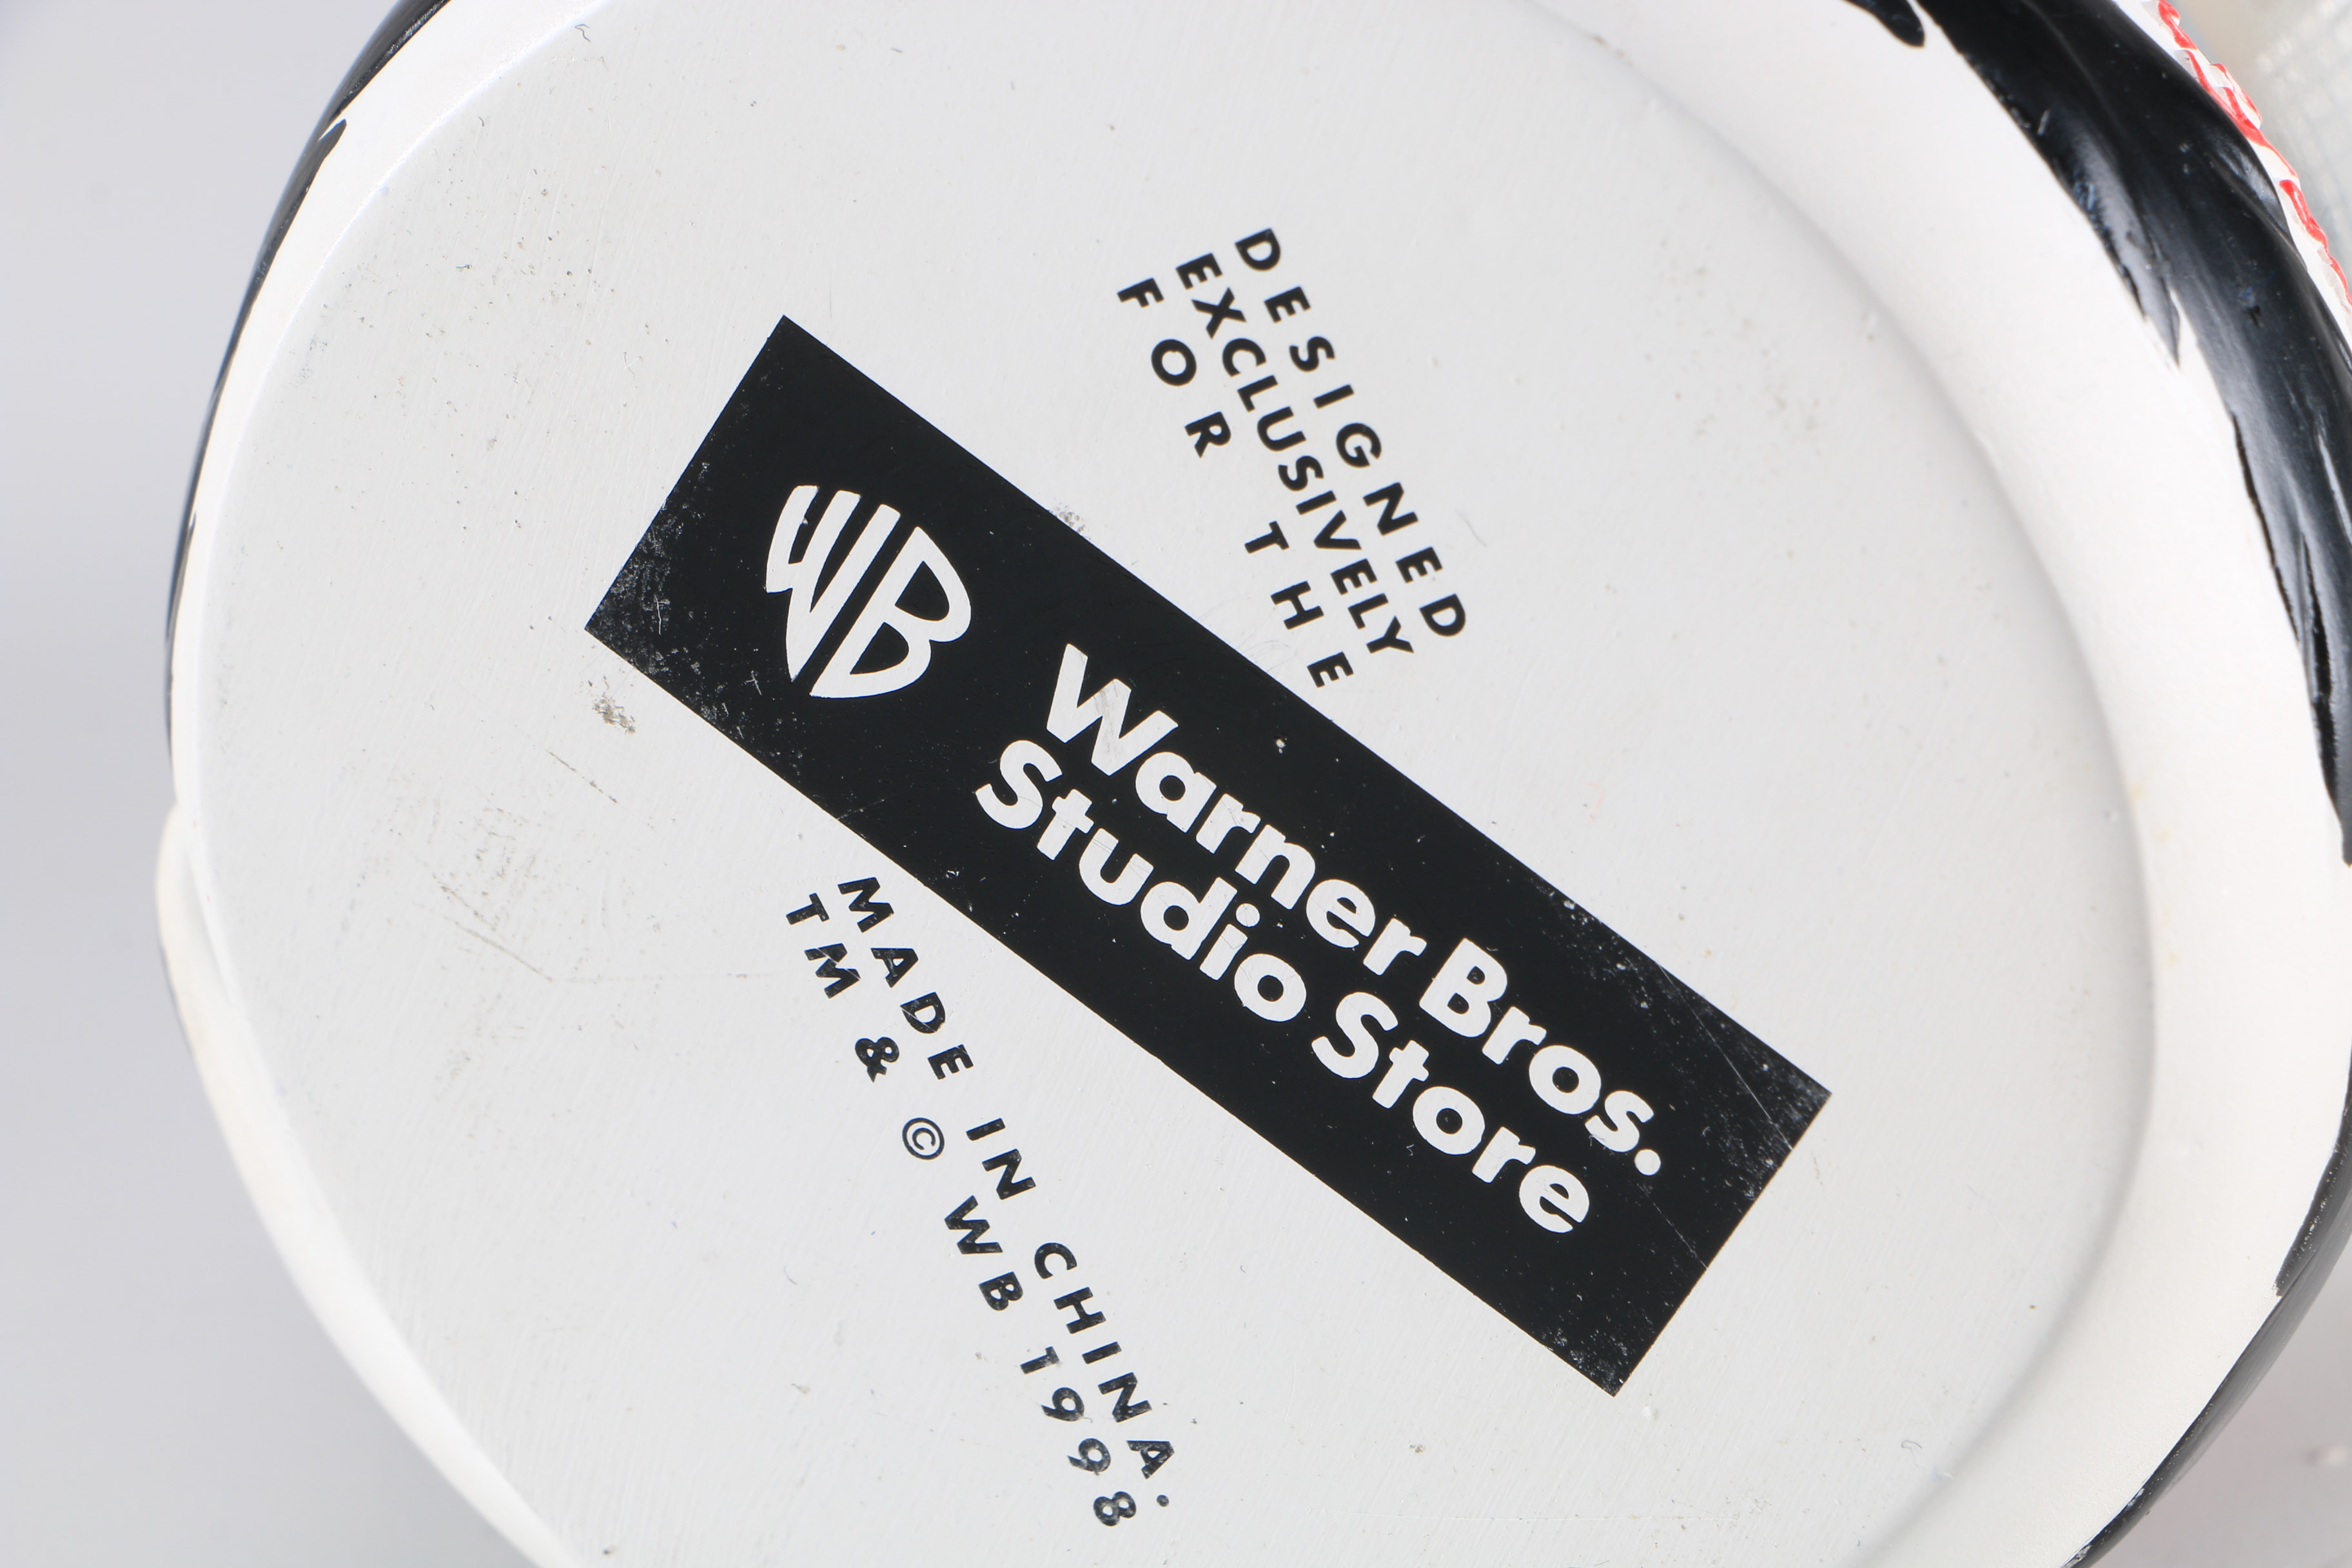 DESIGNED
EXCLUSIVELY
FOR THE
WB
Warner Bros.
Studio Store
MADE IN CHINA.
TM & © WB 1998